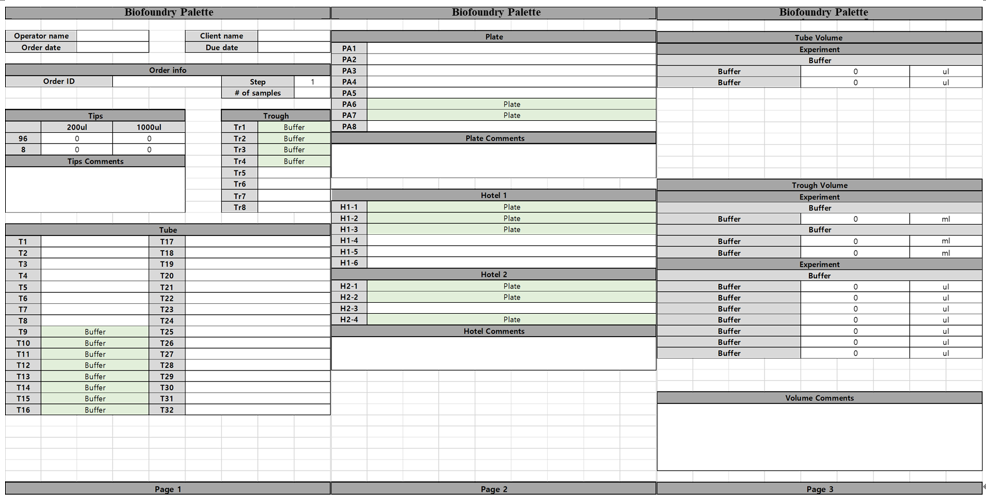 Biofoundry Palette
Operator name Client name
Order date Due date
Order info
Order ID Step 1
# of samples
Tips
200ul 1000ul
96 0 0
8 0 0
Tips Comments
Trough
Tr1 Buffer
Tr2 Buffer
Tr3 Buffer
Tr4 Buffer
Tr5
Tr6
Tr7
Tr8
Tube
T1 T17
T2 T18
T3 T19
T4 T20
T5 T21
T6 T22
T7 T23
T8 T24
T9 Buffer T25
T10 Buffer T26
T11 Buffer T27
T12 Buffer T28
T13 Buffer T29
T14 Buffer T30
T15 Buffer T31
T16 Buffer T32
Page 1
Biofoundry Palette
Plate
PA1
PA2
PA3
PA4
PA5
PA6 Plate
PA7 Plate
PA8
Plate Comments
Hotel 1
H1-1 Plate
H1-2 Plate
H1-3 Plate
H1-4
H1-5
H1-6
Hotel 2
H2-1 Plate
H2-2 Plate
H2-3
H2-4 Plate
Hotel Comments
Page 2
Biofoundry Palette
Tube Volume
Experiment
Buffer
Buffer 0 ul
Buffer 0 ul
Trough Volume
Experiment
Buffer
Buffer 0 ml
Buffer
Buffer 0 ml
Buffer 0 ml
Experiment
Buffer
Buffer 0 ul
Buffer 0 ul
Buffer 0 ul
Buffer 0 ul
Buffer 0 ul
Buffer 0 ul
Buffer 0 ul
Volume Comments
Page 3